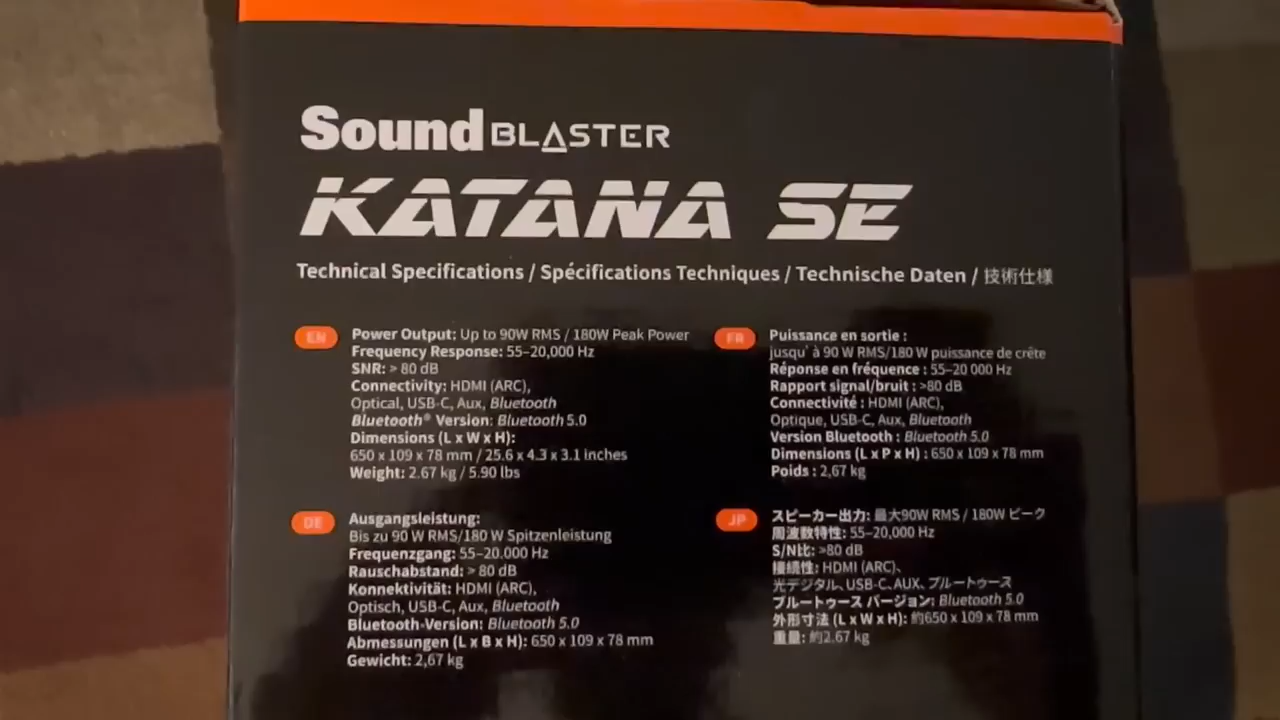 Sound BLASTER
KATANA SE
Technical Specifications / Spécifications Techniques / Technische Daten / 技術仕様
EN
Power Output: Up to 90W RMS / 180W Peak Power
Frequency Response: 55–20,000 Hz
SNR: > 80 dB
Connectivity: HDMI (ARC),
Optical, USB-C, Aux, Bluetooth
Bluetooth® Version: Bluetooth 5.0
Dimensions (L x W x H):
650 x 109 x 78 mm / 25.6 x 4.3 x 3.1 inches
Weight: 2.67 kg / 5.90 lbs
FR
Puissance en sortie :
jusqu' à 90 W RMS/180 W puissance de crête
Réponse en fréquence : 55–20 000 Hz
Rapport signal/bruit : >80 dB
Connectivité : HDMI (ARC),
Optique, USB-C, Aux, Bluetooth
Version Bluetooth : Bluetooth 5.0
Dimensions (L x P x H) : 650 x 109 x 78 mm
Poids : 2,67 kg
DE
Ausgangsleistung:
Bis zu 90 W RMS/180 W Spitzenleistung
Frequenzgang: 55–20.000 Hz
Rauschabstand: > 80 dB
Konnektivität: HDMI (ARC),
Optisch, USB-C, Aux, Bluetooth
Bluetooth-Version: Bluetooth 5.0
Abmessungen (L x B x H): 650 x 109 x 78 mm
Gewicht: 2,67 kg
JP
スピーカー出力: 最大90W RMS / 180W ピーク
周波数特性: 55–20,000 Hz
S/N比: >80 dB
接続性: HDMI (ARC)、
光デジタル、USB-C、AUX、ブルートゥース
ブルートゥース バージョン: Bluetooth 5.0
外形寸法 (L x W x H): 約650 x 109 x 78 mm
重量: 約2.67 kg